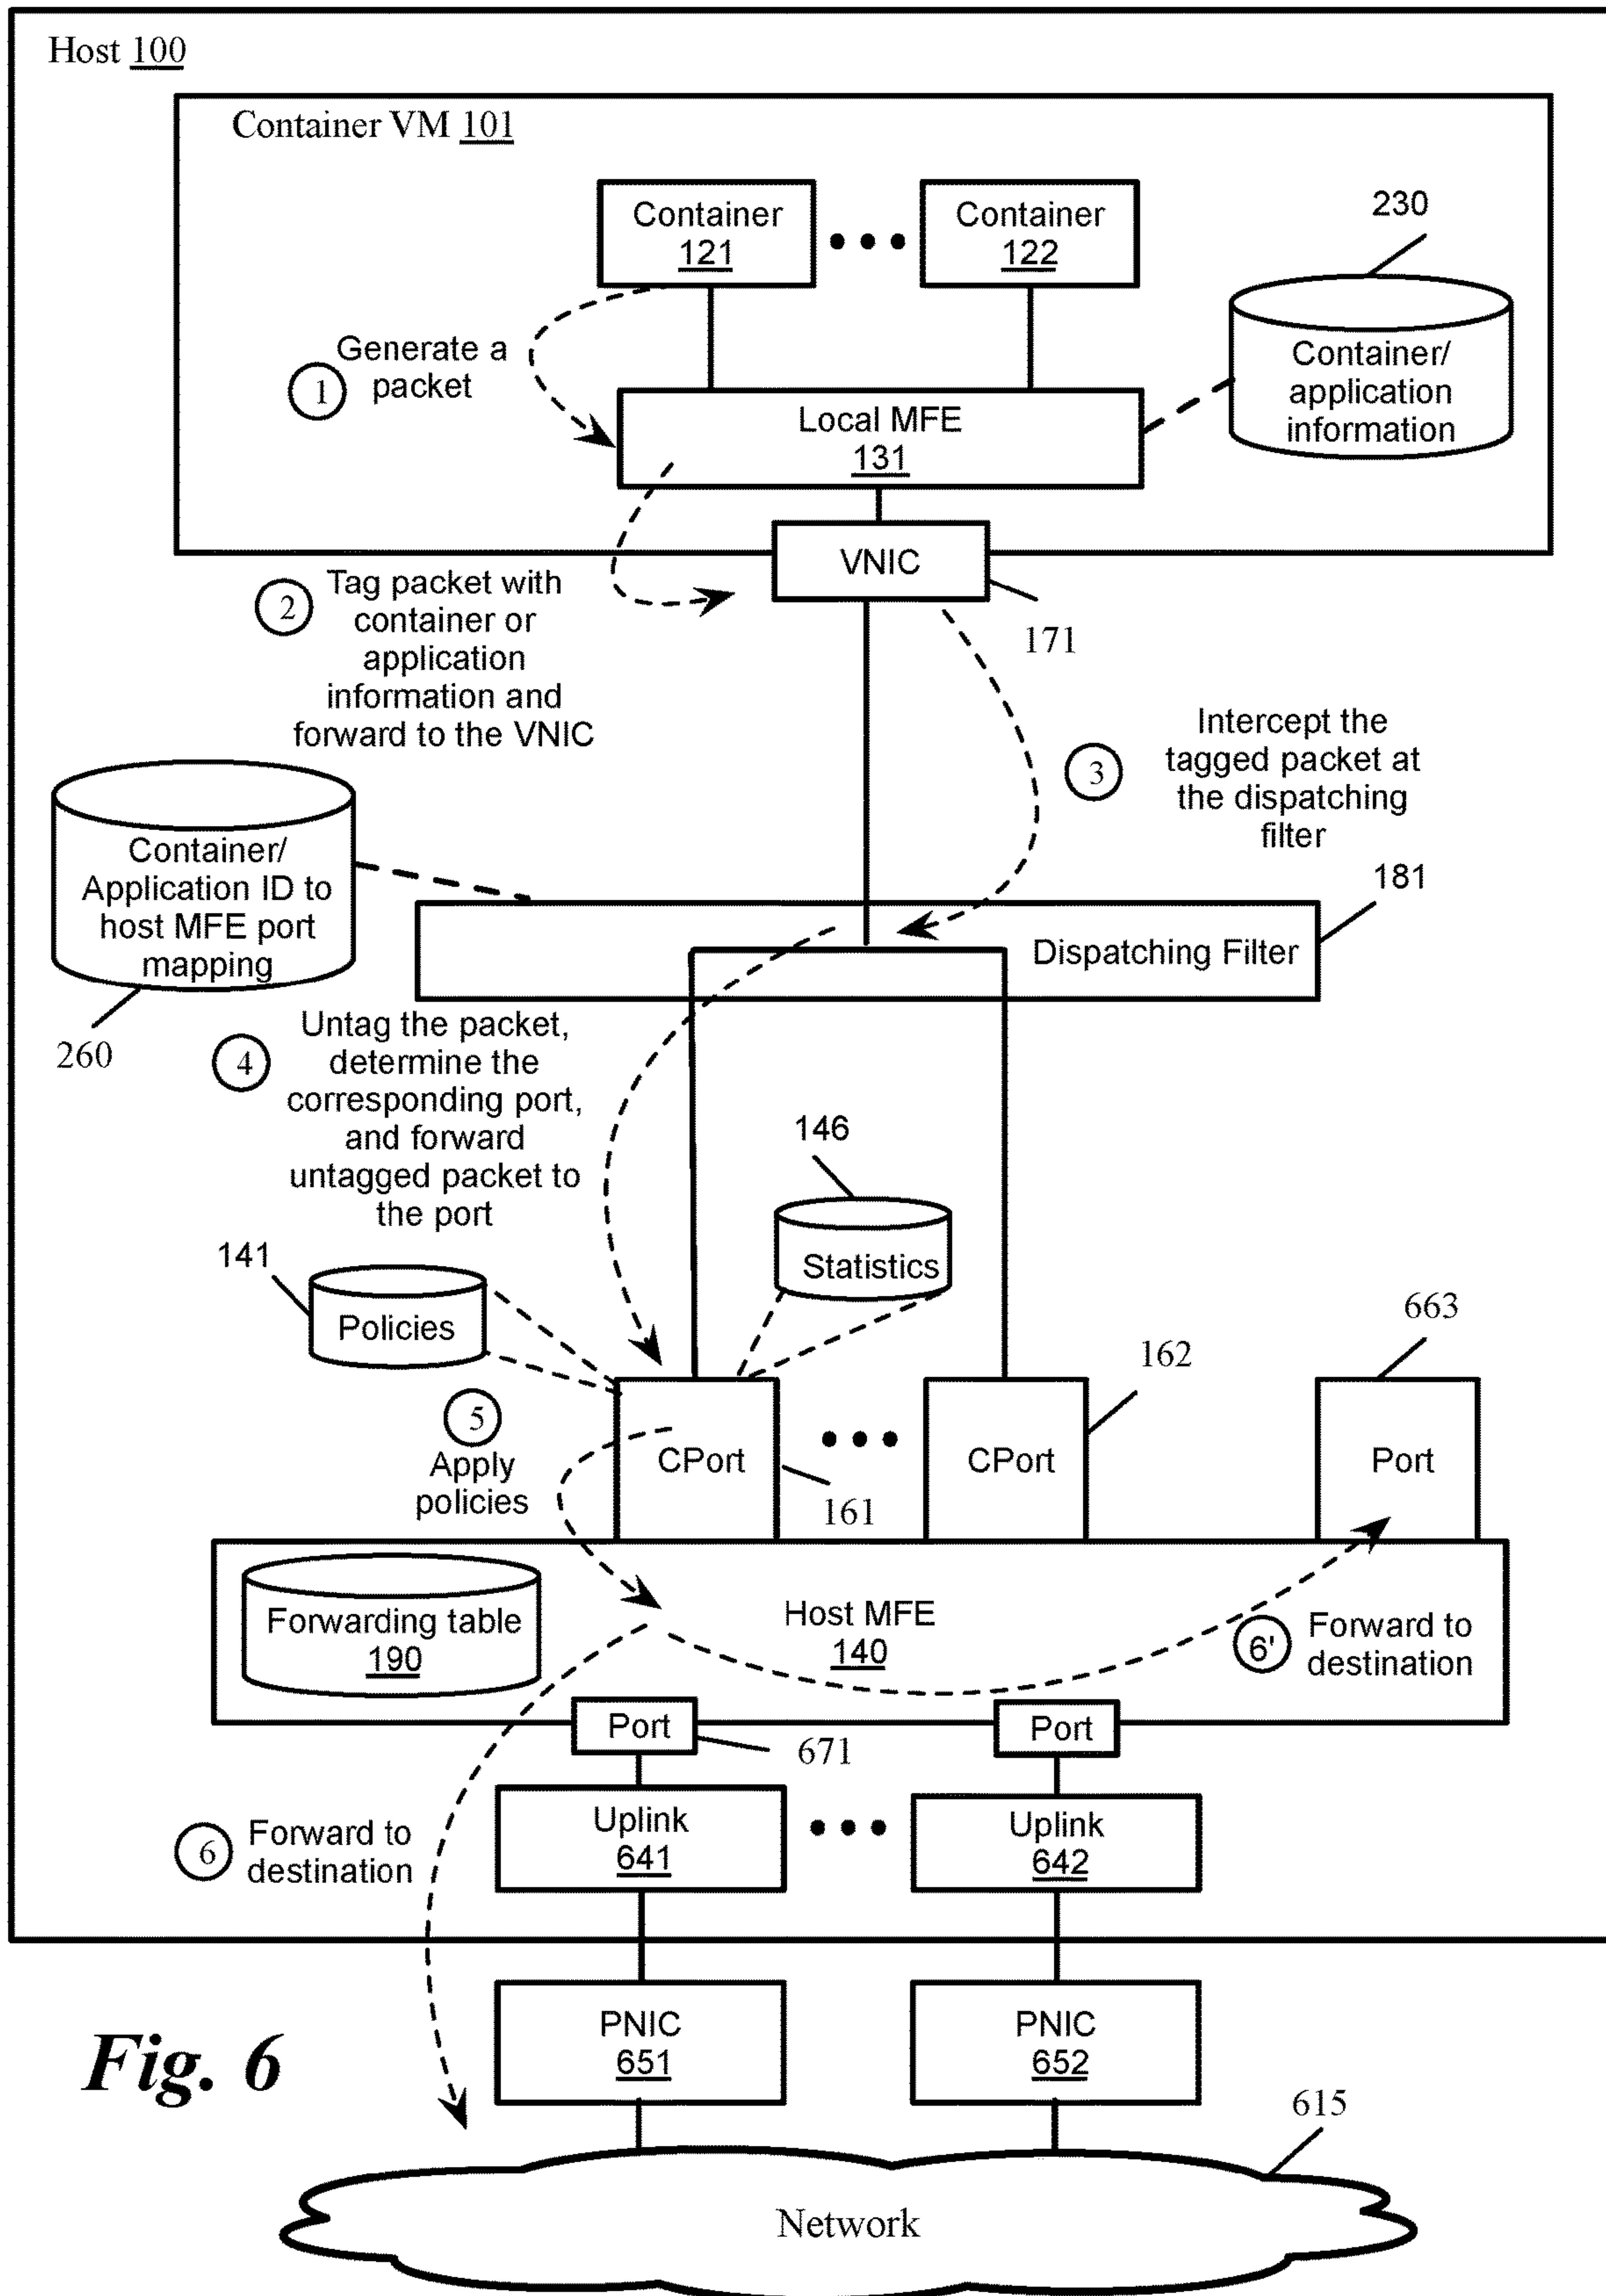 Host 100
Container VM 101
Container
121
Container
122
230
Container/
application
information
1
Generate a
packet
Local MFE
131
VNIC
171
2
Tag packet with
container or
application
information and
forward to the VNIC
3
Intercept the
tagged packet at
the dispatching
filter
Container/
Application ID to
host MFE port
mapping
260
181
Dispatching Filter
4
Untag the packet,
determine the
corresponding port,
and forward
untagged packet to
the port
146
Statistics
141
Policies
663
162
5
Apply
policies
CPort
161
CPort
Port
Forwarding table
190
Host MFE
140
6'
Forward to
destination
Port
671
Port
6
Forward to
destination
Uplink
641
Uplink
642
PNIC
651
PNIC
652
Fig. 6
615
Network